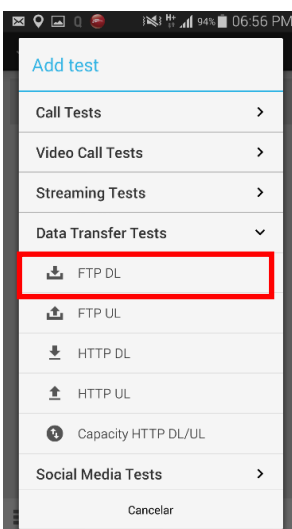 94% 06:56 PM
Add test
Call Tests
Video Call Tests
Streaming Tests
Data Transfer Tests
FTP DL
FTP UL
HTTP DL
HTTP UL
Capacity HTTP DL/UL
Social Media Tests
Cancelar